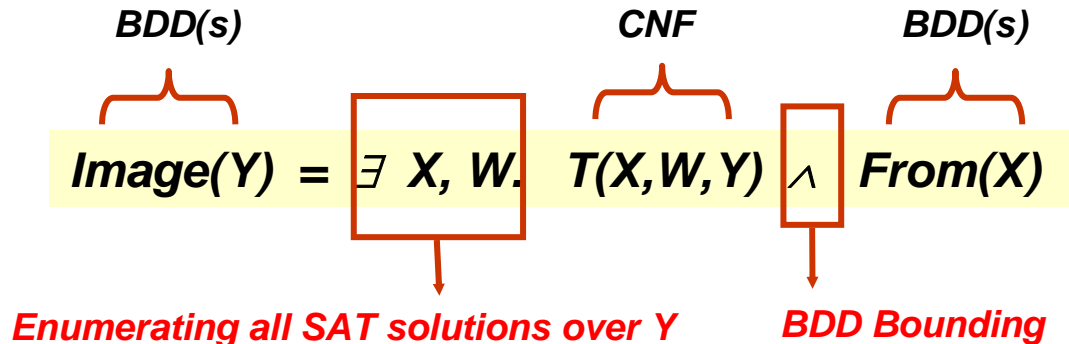 BDD(s) CNF BDD(s)
Image(Y) = ∃ X, W. T(X,W,Y) ∧ From(X)
Enumerating all SAT solutions over Y BDD Bounding